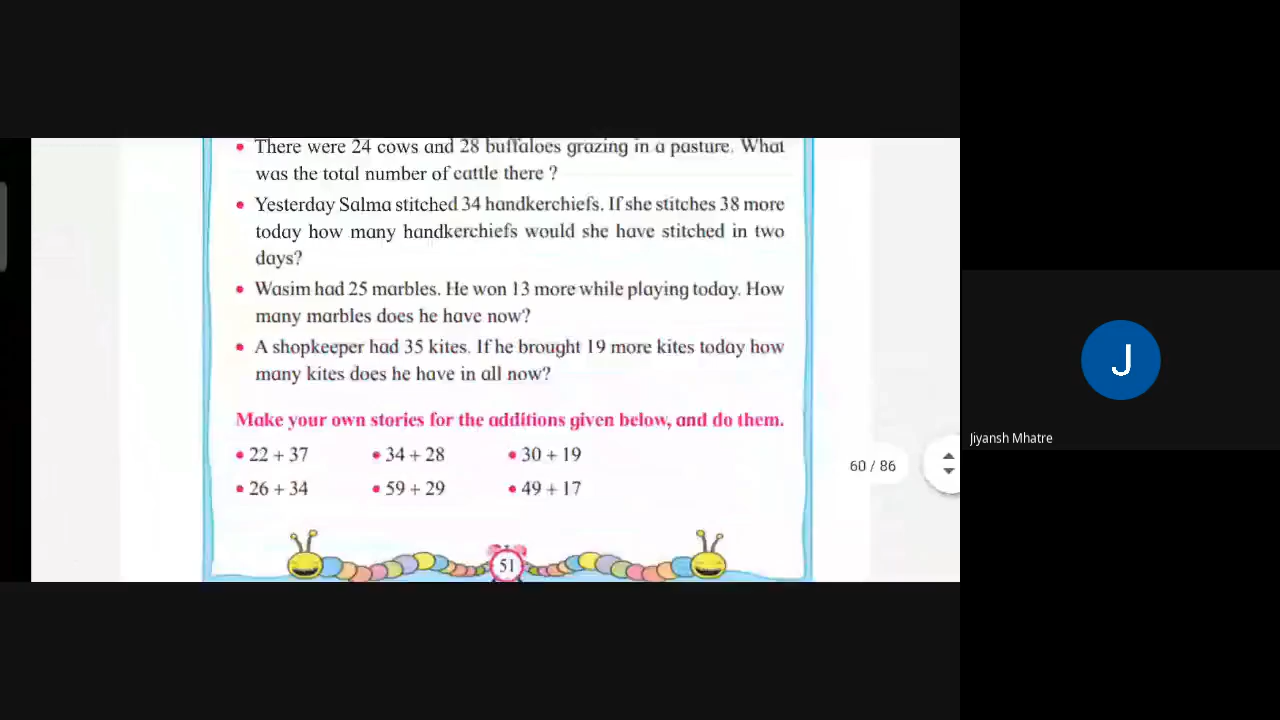 • There were 24 cows and 28 buffaloes grazing in a pasture. What
was the total number of cattle there ?
• Yesterday Salma stitched 34 handkerchiefs. If she stitches 38 more
today how many handkerchiefs would she have stitched in two
days?
• Wasim had 25 marbles. He won 13 more while playing today. How
many marbles does he have now?
• A shopkeeper had 35 kites. If he brought 19 more kites today how
many kites does he have in all now?
Make your own stories for the additions given below, and do them.
• 22 + 37 • 34 + 28 • 30 + 19
• 26 + 34 • 59 + 29 • 49 + 17
51
60 / 86
J
Jiyansh Mhatre